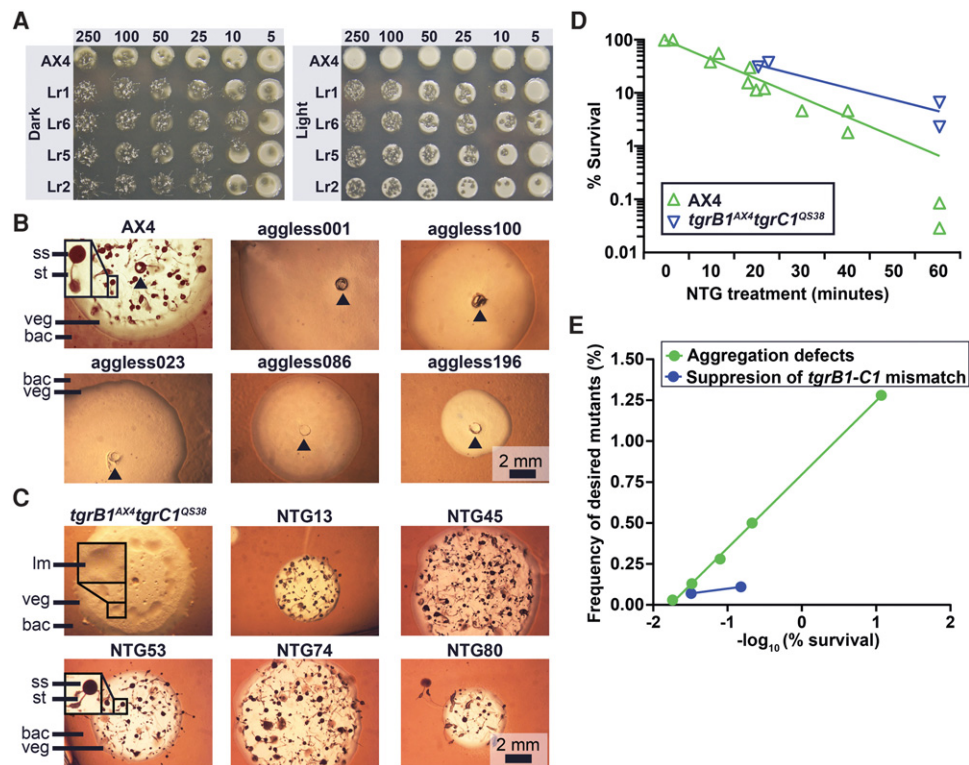 A
250 100 50 25 10 5
AX4
Lr1
Lr6
Lr5
Lr2
Dark
250 100 50 25 10 5
AX4
Lr1
Lr6
Lr5
Lr2
Light
B
AX4 aggless001 aggless100
ss
st
veg
bac
aggless023 aggless086 aggless196
bac
veg
2 mm
C
tgrB1AX4tgrC1QS38 NTG13 NTG45
lm
veg
bac
NTG53 NTG74 NTG80
ss
st
bac
veg
2 mm
D
% Survival
100
10
1
0.1
0.01
AX4
tgrB1AX4tgrC1QS38
0 10 20 30 40 50 60
NTG treatment (minutes)
E
Frequency of desired mutants (%)
1.50
1.25
1.00
0.75
0.50
0.25
0.00
Aggregation defects
Suppresion of tgrB1-C1 mismatch
-2 -1 0 1 2
-log10 (% survival)